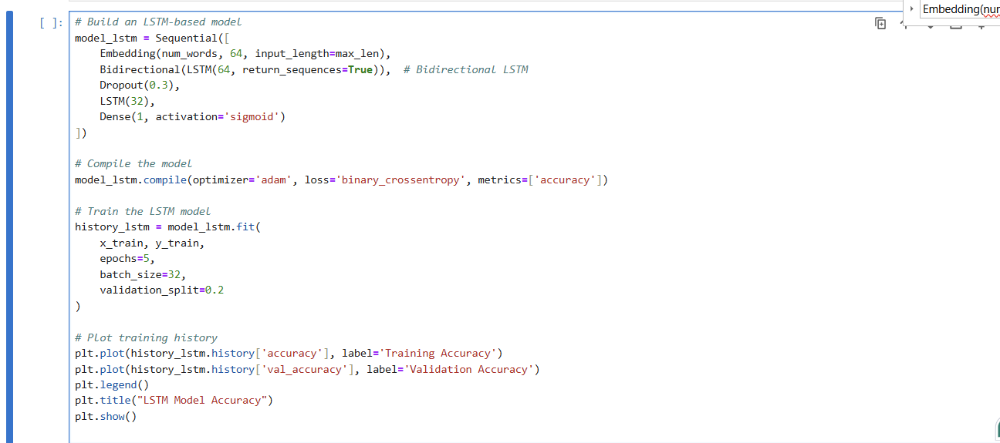 Embedding(nur
[ ]:
# Build an LSTM-based model
model_lstm = Sequential([
    Embedding(num_words, 64, input_length=max_len),
    Bidirectional(LSTM(64, return_sequences=True)),  # Bidirectional LSTM
    Dropout(0.3),
    LSTM(32),
    Dense(1, activation='sigmoid')
])

# Compile the model
model_lstm.compile(optimizer='adam', loss='binary_crossentropy', metrics=['accuracy'])

# Train the LSTM model
history_lstm = model_lstm.fit(
    x_train, y_train,
    epochs=5,
    batch_size=32,
    validation_split=0.2
)

# Plot training history
plt.plot(history_lstm.history['accuracy'], label='Training Accuracy')
plt.plot(history_lstm.history['val_accuracy'], label='Validation Accuracy')
plt.legend()
plt.title("LSTM Model Accuracy")
plt.show()